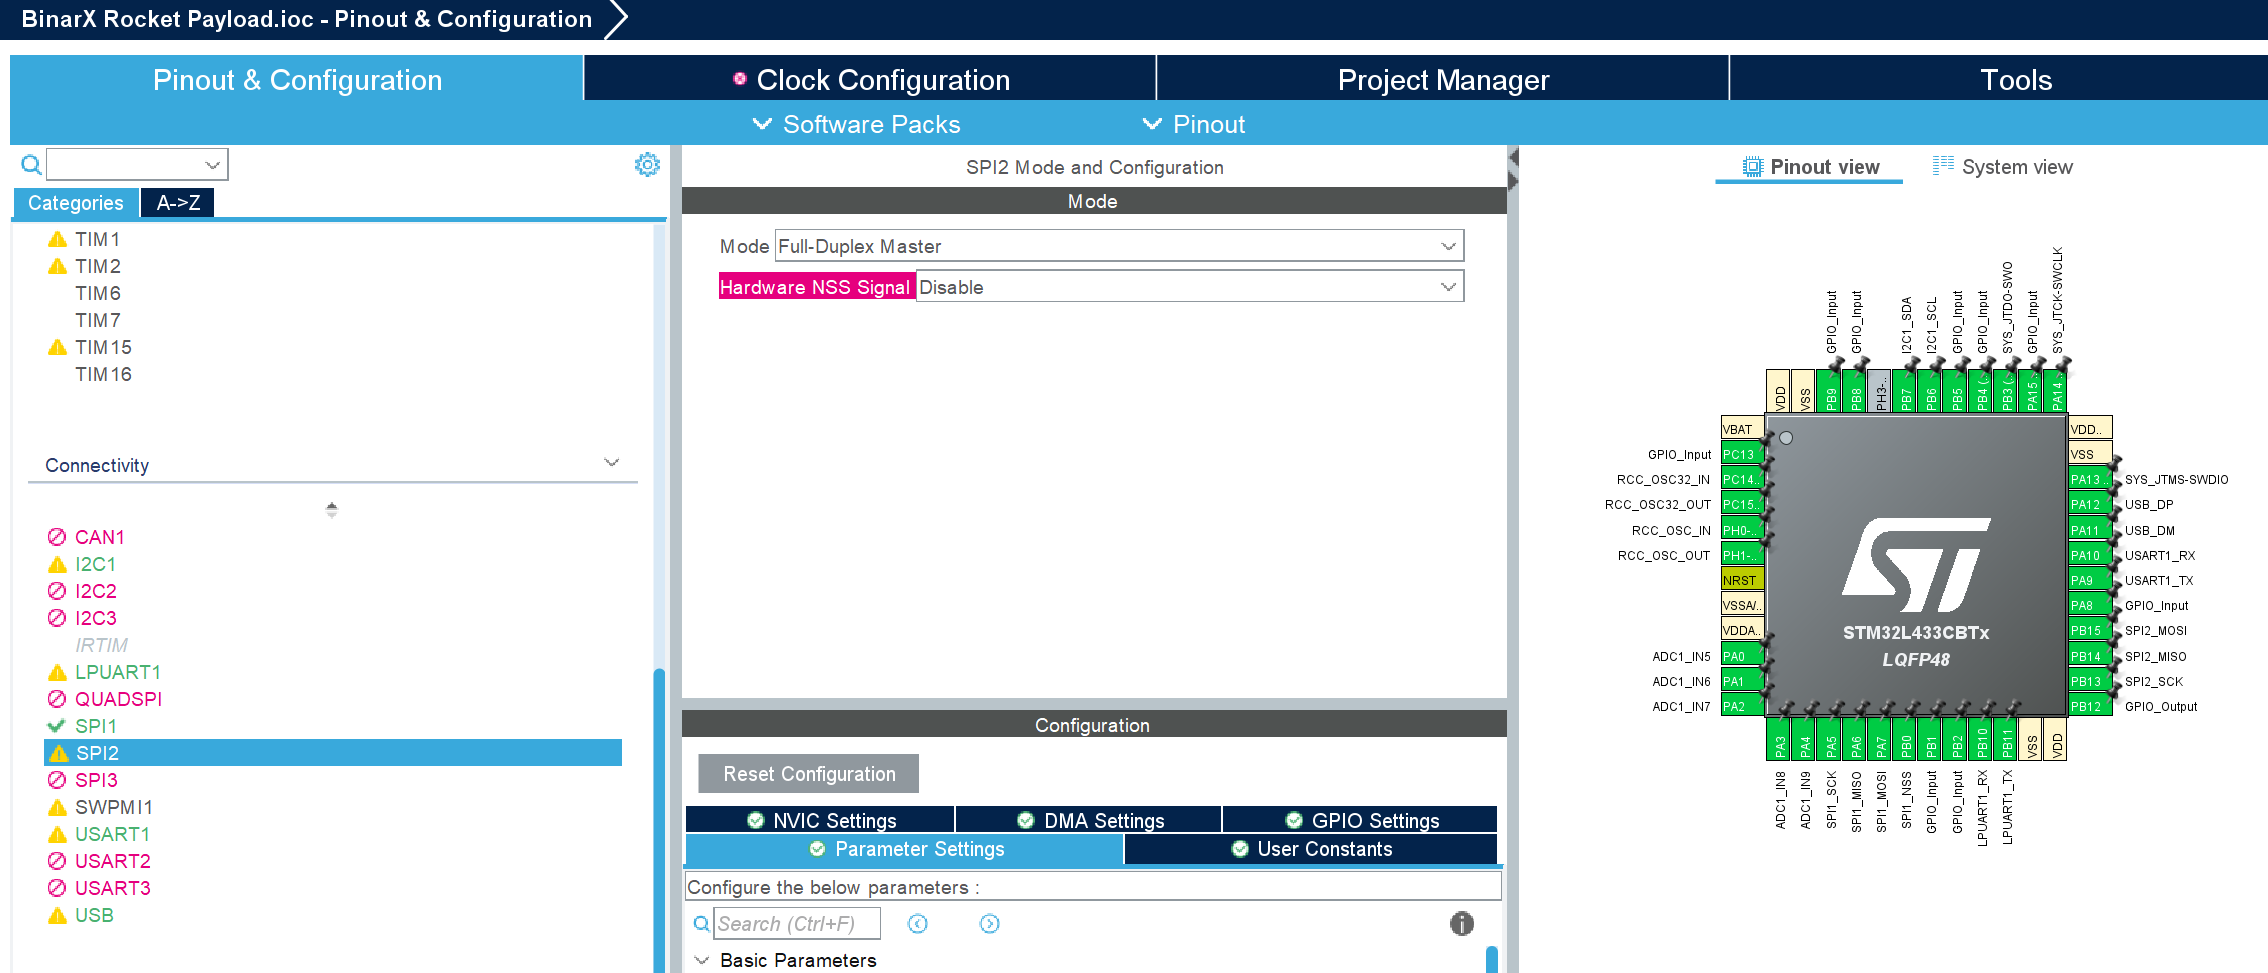 BinarX Rocket Payload.ioc - Pinout & Configuration
Pinout & Configuration
Clock Configuration
Project Manager
Tools
Software Packs
Pinout
Categories
A->Z
TIM1
TIM2
TIM6
TIM7
TIM15
TIM16
Connectivity
CAN1
I2C1
I2C2
I2C3
IRTIM
LPUART1
QUADSPI
SPI1
SPI2
SPI3
SWPMI1
USART1
USART2
USART3
USB
SPI2 Mode and Configuration
Mode
Mode Full-Duplex Master
Hardware NSS Signal Disable
Configuration
Reset Configuration
NVIC Settings
DMA Settings
GPIO Settings
Parameter Settings
User Constants
Configure the below parameters :
Search (Ctrl+F)
Basic Parameters
Pinout view
System view
GPIO_Input
GPIO_Input
I2C1_SDA
I2C1_SCL
GPIO_Input
GPIO_Input
SYS_JTDO-SWO
GPIO_Input
SYS_JTCK-SWCLK
VDD
VSS
PB9
PB8
PH3-..
PB7
PB6
PB5
PB4 (..
PB3 (..
PA15 ..
PA14 ..
VBAT
GPIO_Input PC13
RCC_OSC32_IN PC14..
RCC_OSC32_OUT PC15..
RCC_OSC_IN PH0-..
RCC_OSC_OUT PH1-..
NRST
VSSA/..
VDDA..
ADC1_IN5 PA0
ADC1_IN6 PA1
ADC1_IN7 PA2
STM32L433CBTx
LQFP48
VDD..
VSS
PA13 .. SYS_JTMS-SWDIO
PA12 USB_DP
PA11 USB_DM
PA10 USART1_RX
PA9 USART1_TX
PA8 GPIO_Input
PB15 SPI2_MOSI
PB14 SPI2_MISO
PB13 SPI2_SCK
PB12 GPIO_Output
PA3
PA4
PA5
PA6
PA7
PB0
PB1
PB2
PB10
PB11
VSS
VDD
ADC1_IN8
ADC1_IN9
SPI1_SCK
SPI1_MISO
SPI1_MOSI
SPI1_NSS
GPIO_Input
GPIO_Input
LPUART1_RX
LPUART1_TX